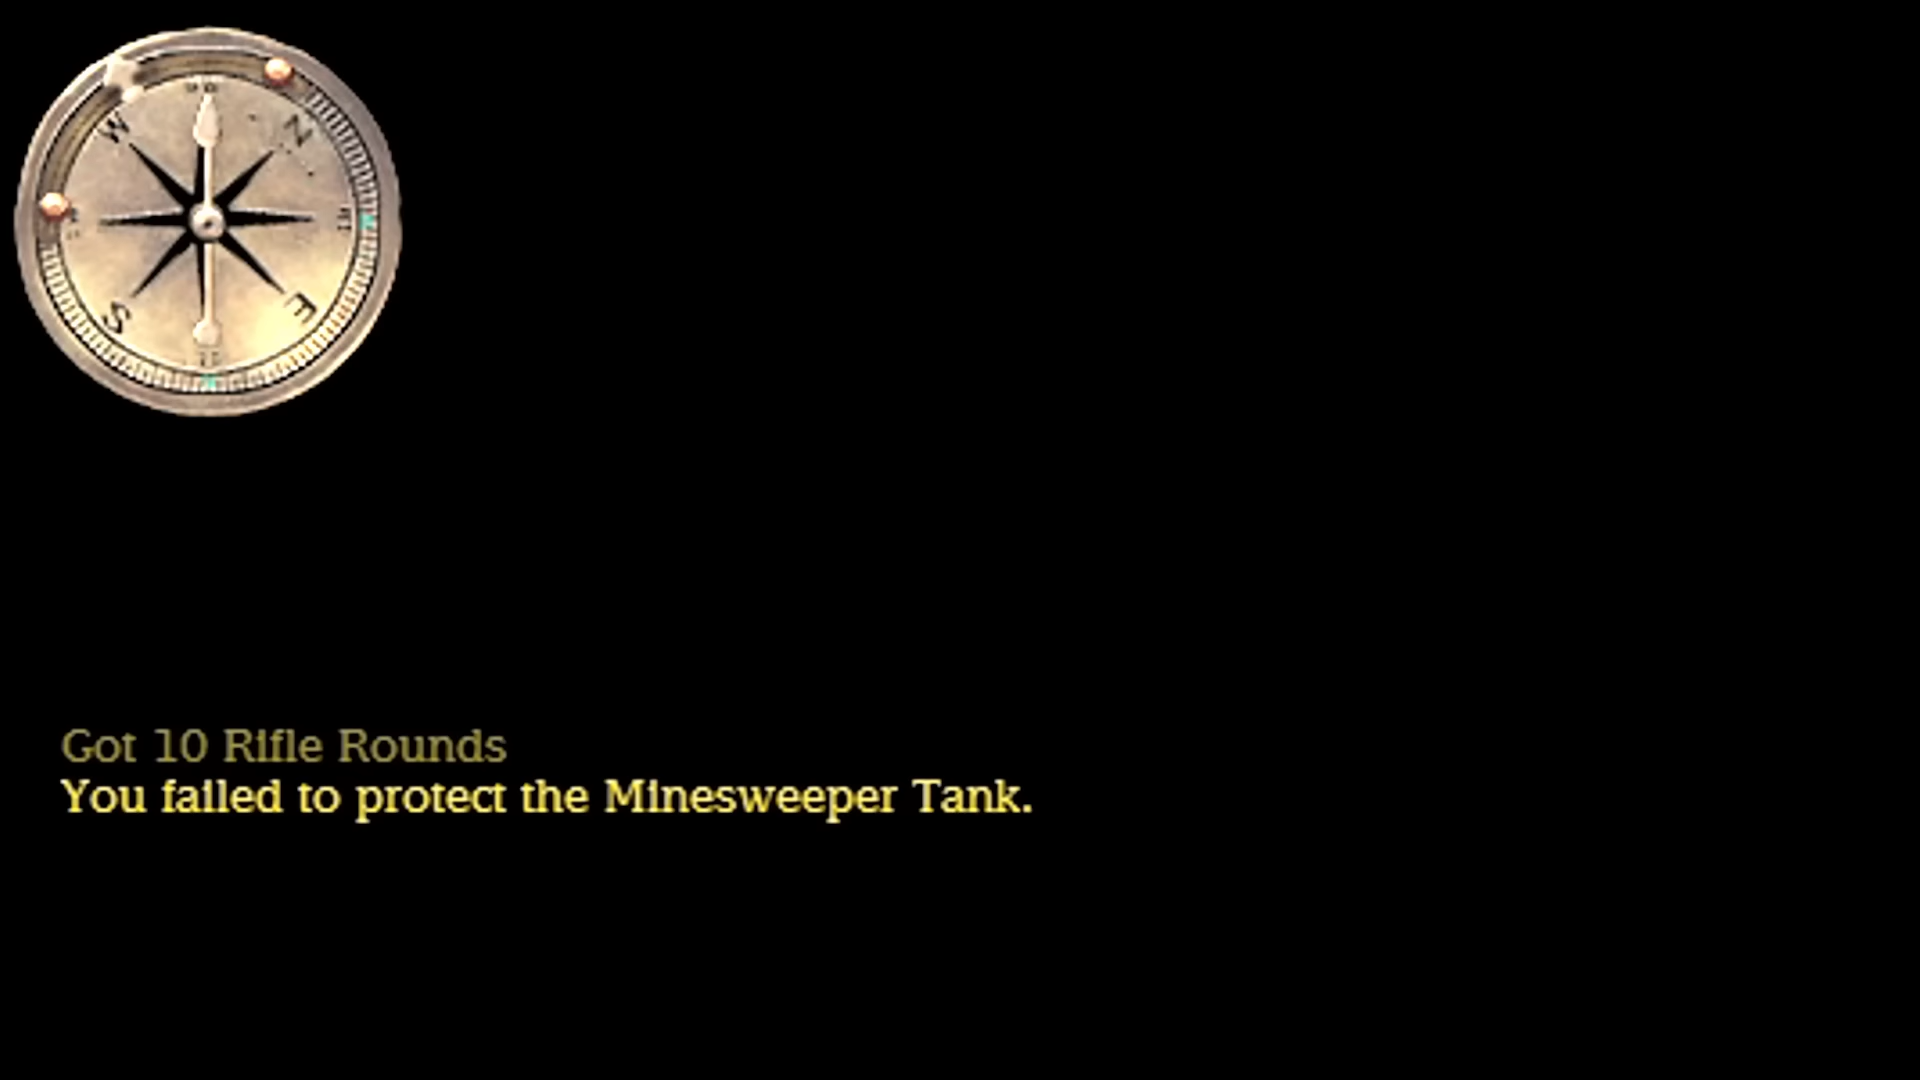 W
N
S
E
Got 10 Rifle Rounds
You failed to protect the Minesweeper Tank.